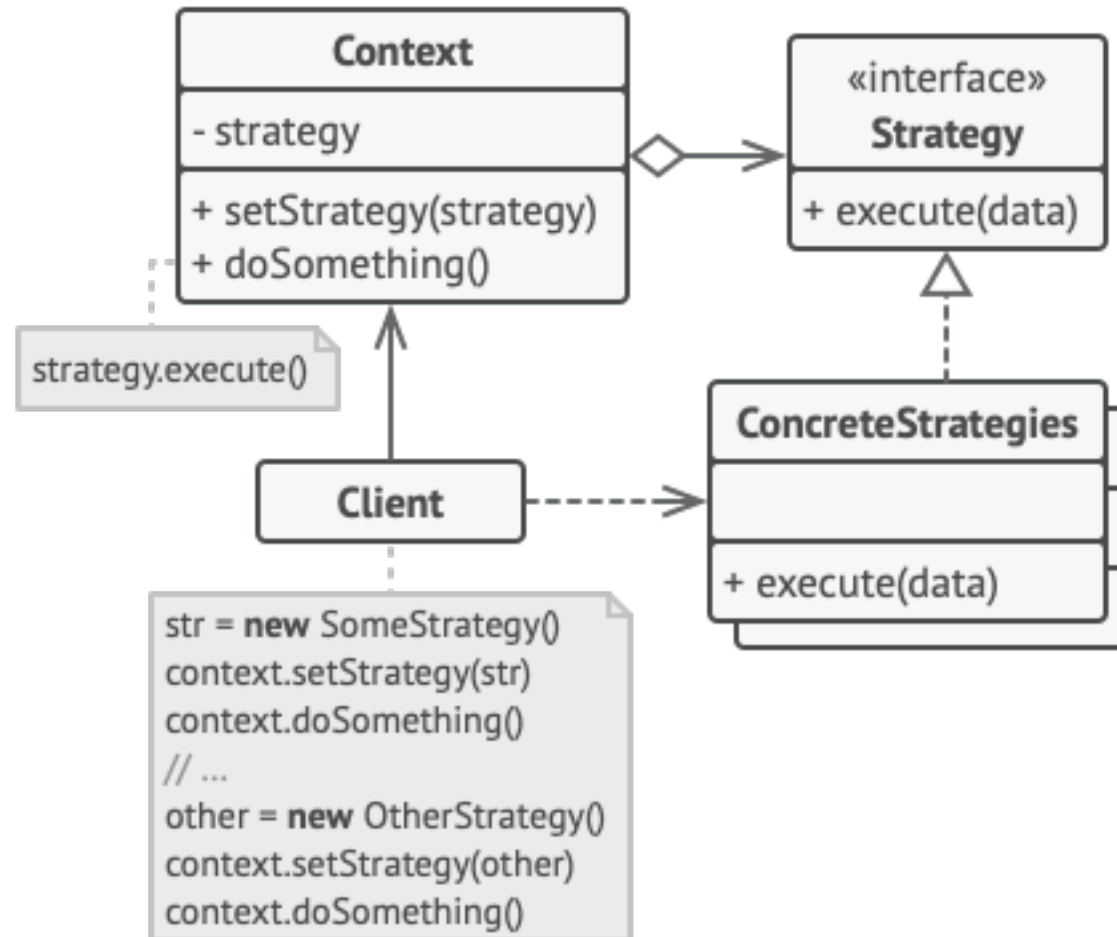 Context
- strategy
+ setStrategy(strategy)
+ doSomething()
«interface»
Strategy
+ execute(data)
strategy.execute()
ConcreteStrategies
+ execute(data)
Client
str = new SomeStrategy()
context.setStrategy(str)
context.doSomething()
// ...
other = new OtherStrategy()
context.setStrategy(other)
context.doSomething()